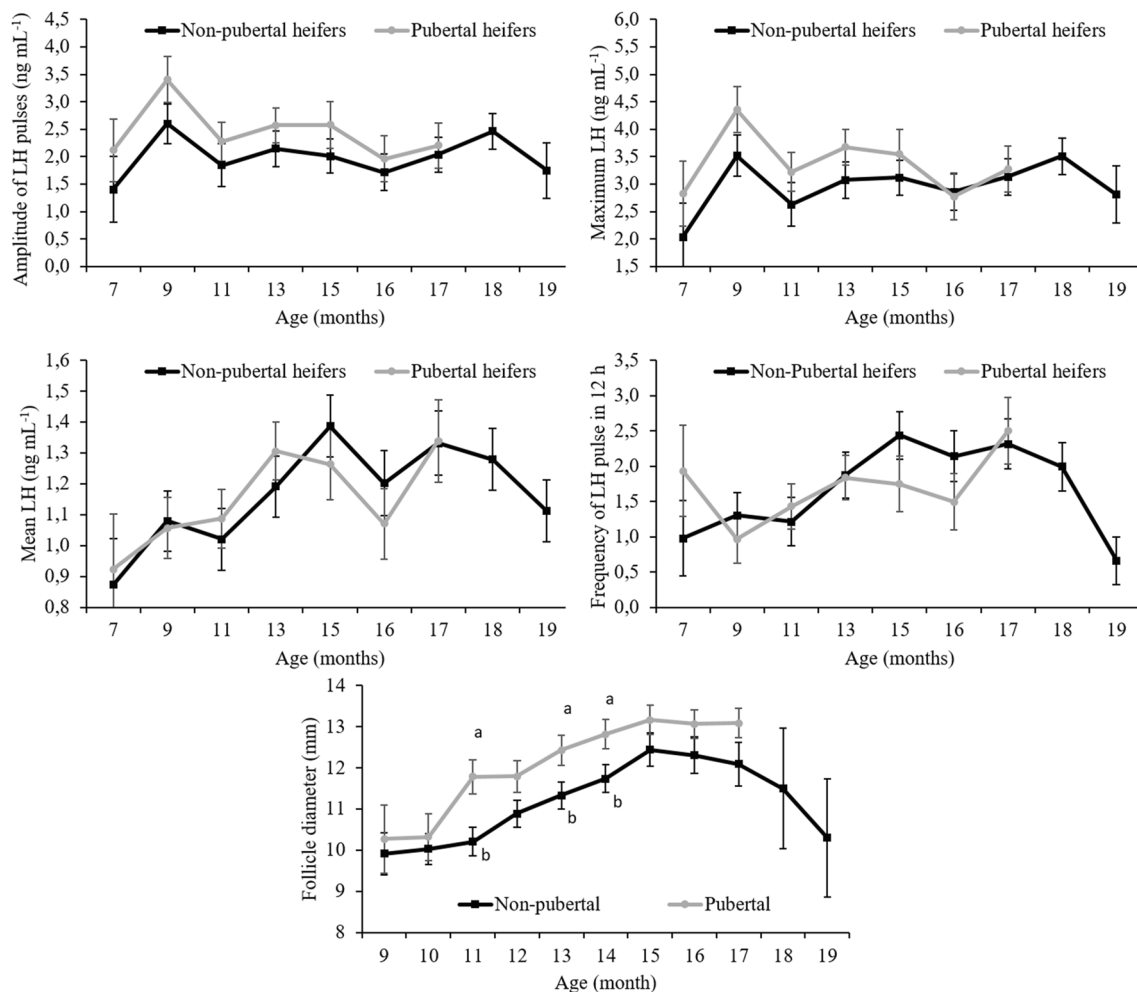 Amplitude of LH pulses (ng mL⁻¹)
4,5
4,0
3,5
3,0
2,5
2,0
1,5
1,0
0,5
0,0
Non-pubertal heifers Pubertal heifers
7 9 11 13 15 16 17 18 19
Age (months)
Maximum LH (ng mL⁻¹)
6,0
5,5
5,0
4,5
4,0
3,5
3,0
2,5
2,0
1,5
Non-pubertal heifers Pubertal heifers
7 9 11 13 15 16 17 18 19
Age (months)
Mean LH (ng mL⁻¹)
1,6
1,5
1,4
1,3
1,2
1,1
1,0
0,9
0,8
Non-pubertal heifers Pubertal heifers
7 9 11 13 15 16 17 18 19
Age (months)
Frequency of LH pulse in 12 h
3,5
3,0
2,5
2,0
1,5
1,0
0,5
0,0
Non-Pubertal heifers Pubertal heifers
7 9 11 13 15 16 17 18 19
Age (months)
Follicle diameter (mm)
14
13
12
11
10
9
8
a a a
b b b
Non-pubertal Pubertal
9 10 11 12 13 14 15 16 17 18 19
Age (month)